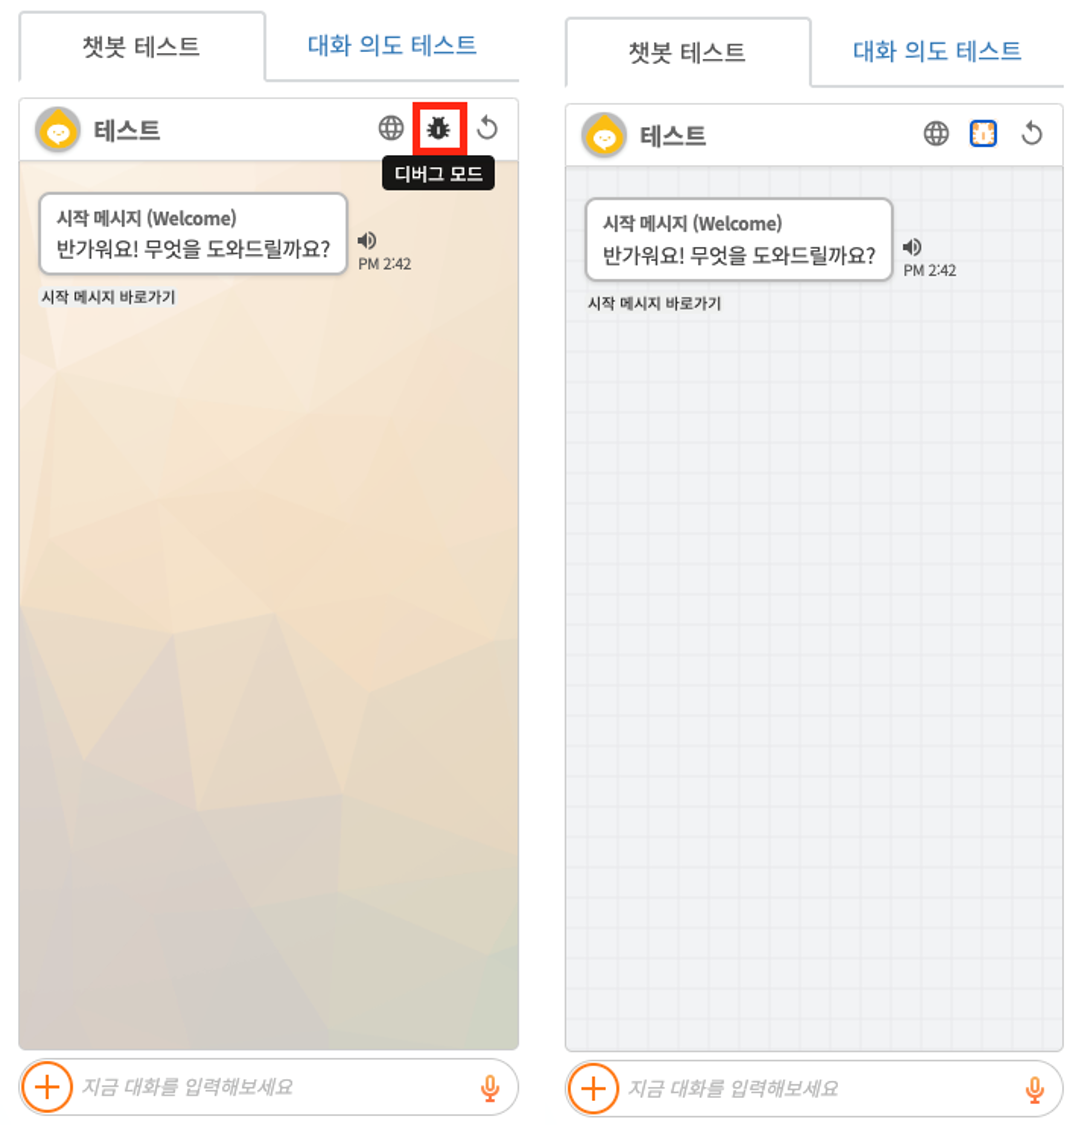 챗봇 테스트
대화 의도 테스트
테스트
디버그 모드
시작 메시지 (Welcome)
반가워요! 무엇을 도와드릴까요?
PM 2:42
시작 메시지 바로가기
지금 대화를 입력해보세요
챗봇 테스트
대화 의도 테스트
테스트
시작 메시지 (Welcome)
반가워요! 무엇을 도와드릴까요?
PM 2:42
시작 메시지 바로가기
지금 대화를 입력해보세요